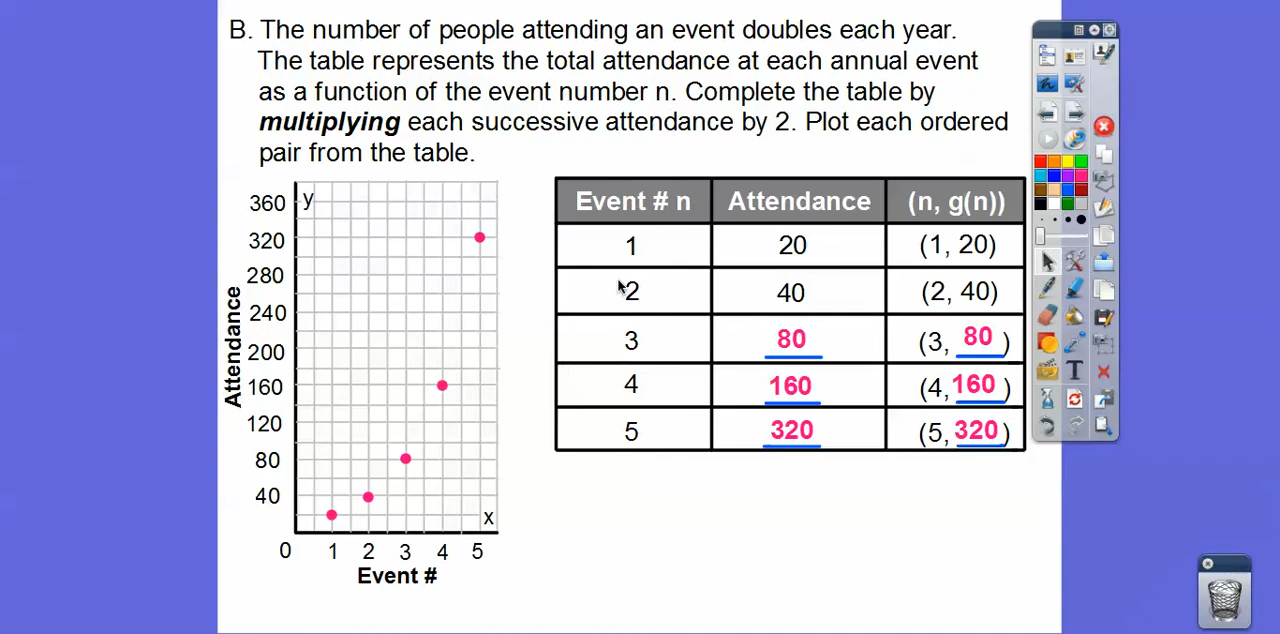 B. The number of people attending an event doubles each year.
The table represents the total attendance at each annual event
as a function of the event number n. Complete the table by
multiplying each successive attendance by 2. Plot each ordered
pair from the table.
y
360
320
280
240
200
160
120
80
40
0
1 2 3 4 5
x
Attendance
Event #
Event # n Attendance (n, g(n))
1 20 (1, 20)
2 40 (2, 40)
3 80 (3, 80)
4 160 (4, 160)
5 320 (5, 320)
T